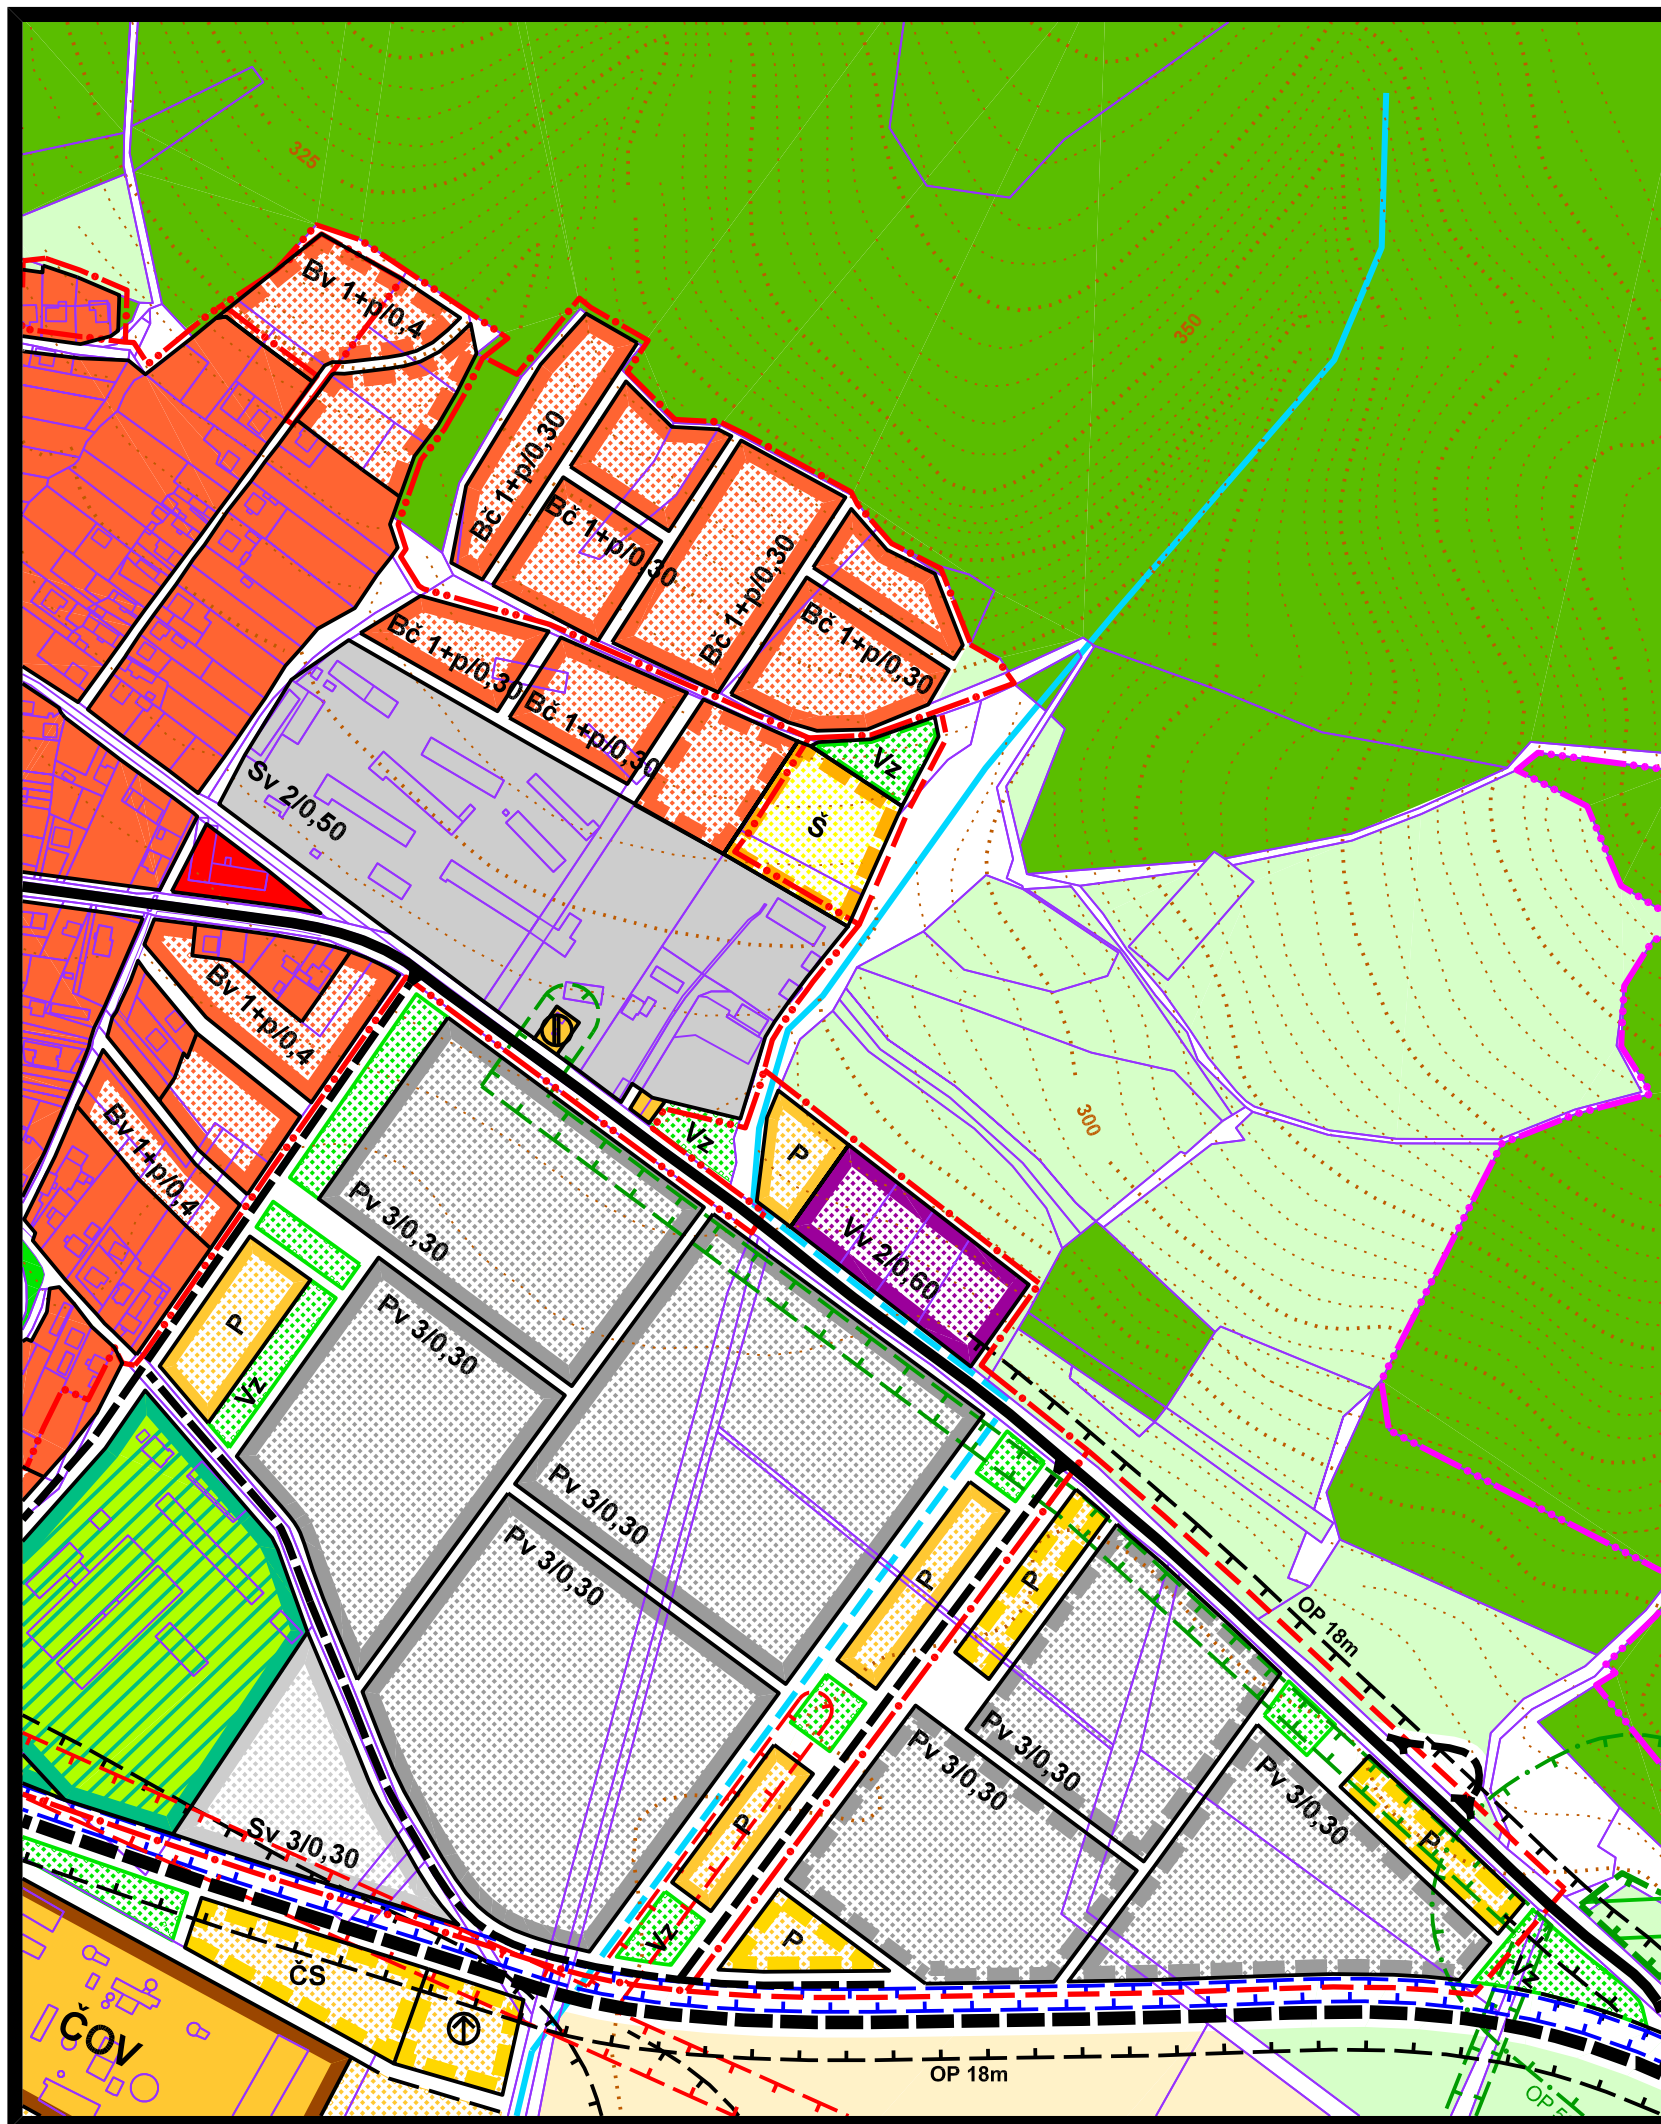 325
350
Bv 1+p/0,4
Bč 1+p/0,30
Bč 1+p/0,30
Bč 1+p/0,30
Bč 1+p/0,30
Bč 1+p/0,30
Bč 1+p/0,30
Vz
Š
Sv 2/0,50
Bv 1+p/0,4
Bv 1+p/0,4
300
Vz
P
Vv 2/0,60
Pv 3/0,30
Pv 3/0,30
P
Vz
Pv 3/0,30
Pv 3/0,30
P
P
OP 18m
Pv 3/0,30
Pv 3/0,30
Pv 3/0,30
P
P
Sv 3/0,30
Vz
P
Vz
ČS
ČOV
OP 18m